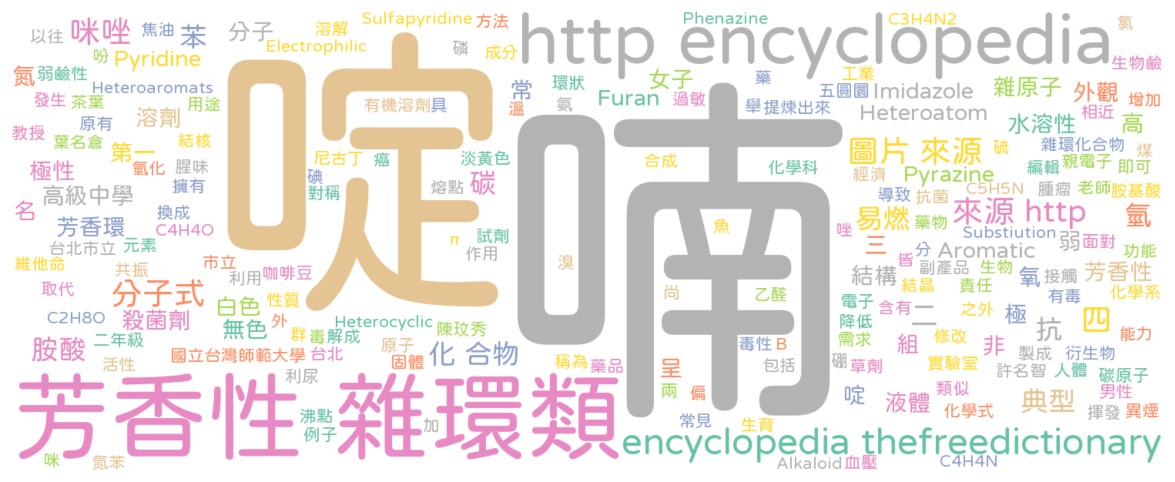 Sulfapyridine 方法
溶解
Electrophilic
以往
咪唑
焦油
苯
分子
磷
成分
吩
Pyridine
氮
弱鹼性
Heteroaromats
發生
茶葉
用途
教授
原有
溶劑
葉名倉
結核
第一
極性
氫化
腥味
高級中學
擁有
名
換成
芳香環
C4H4O
台北市立
元素
維他命
共振
市立
利用
咖啡豆
取代
分子式
白色
性質
C2H8O
殺菌劑
無色
外
群
毒
解成
二年級
Heterocyclic
陳玟秀
胺酸
國立台灣師範大學
台北
原子
固體
化 合物
活性
利尿
啶
有機溶劑
具
尼古丁
癌
碘
對稱
淡黃色
熔點
碳
π
試劑
作用
http encyclopedia
Phenazine
C3H4N2
氯
常
環狀
溫
氨
女子
藥
工業
五圓圜
生物鹼
Furan
過敏
舉
提煉出來
Imidazole
雜原子
外觀
增加
Heteroatom
相近
水溶性
高
喃
合成
化學科
圖片 來源
硫
雜環化合物
煤
經濟
Pyrazine
編輯
親電子
即可
導致
抗菌
C5H5N
腫瘤
老師
胺基酸
易燃
藥物
來源 http
氫
魚
唑
Substiution
三
分
Aromatic
弱
面對
皆
副產品
生物
功能
溴
結構
結晶
責任
氧
接觸
芳香性
尚
乙醛
電子
含有
之外
有毒
化學系
降低
二
極
抗
四
毒性
B
需求
組
修改
非
製成
衍生物
能力
稱為
藥品
呈
包括
硼
草劑
實驗室
許名智
人體
碳原子
兩
偏
啶
液體
類似
典型
男性
常見
化學式
揮發
異煙
生育
芳香性 雜環類
沸點
例子
加
encyclopedia thefreedictionary
咪
氮苯
Alkaloid
血壓
C4H4N